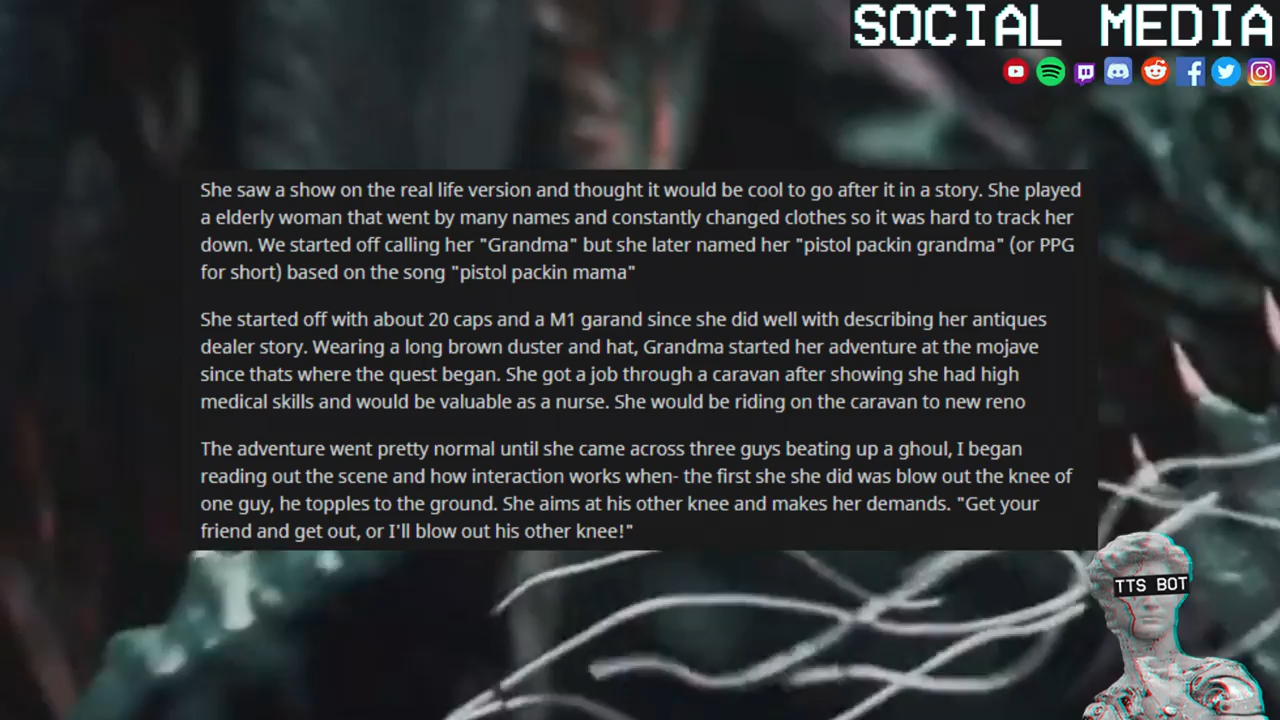 SOCIAL MEDIA
She saw a show on the real life version and thought it would be cool to go after it in a story. She played
a elderly woman that went by many names and constantly changed clothes so it was hard to track her
down. We started off calling her "Grandma" but she later named her "pistol packin grandma" (or PPG
for short) based on the song "pistol packin mama"
She started off with about 20 caps and a M1 garand since she did well with describing her antiques
dealer story. Wearing a long brown duster and hat, Grandma started her adventure at the mojave
since thats where the quest began. She got a job through a caravan after showing she had high
medical skills and would be valuable as a nurse. She would be riding on the caravan to new reno
The adventure went pretty normal until she came across three guys beating up a ghoul, I began
reading out the scene and how interaction works when- the first she she did was blow out the knee of
one guy, he topples to the ground. She aims at his other knee and makes her demands. "Get your
friend and get out, or I'll blow out his other knee!"
TTS BOT